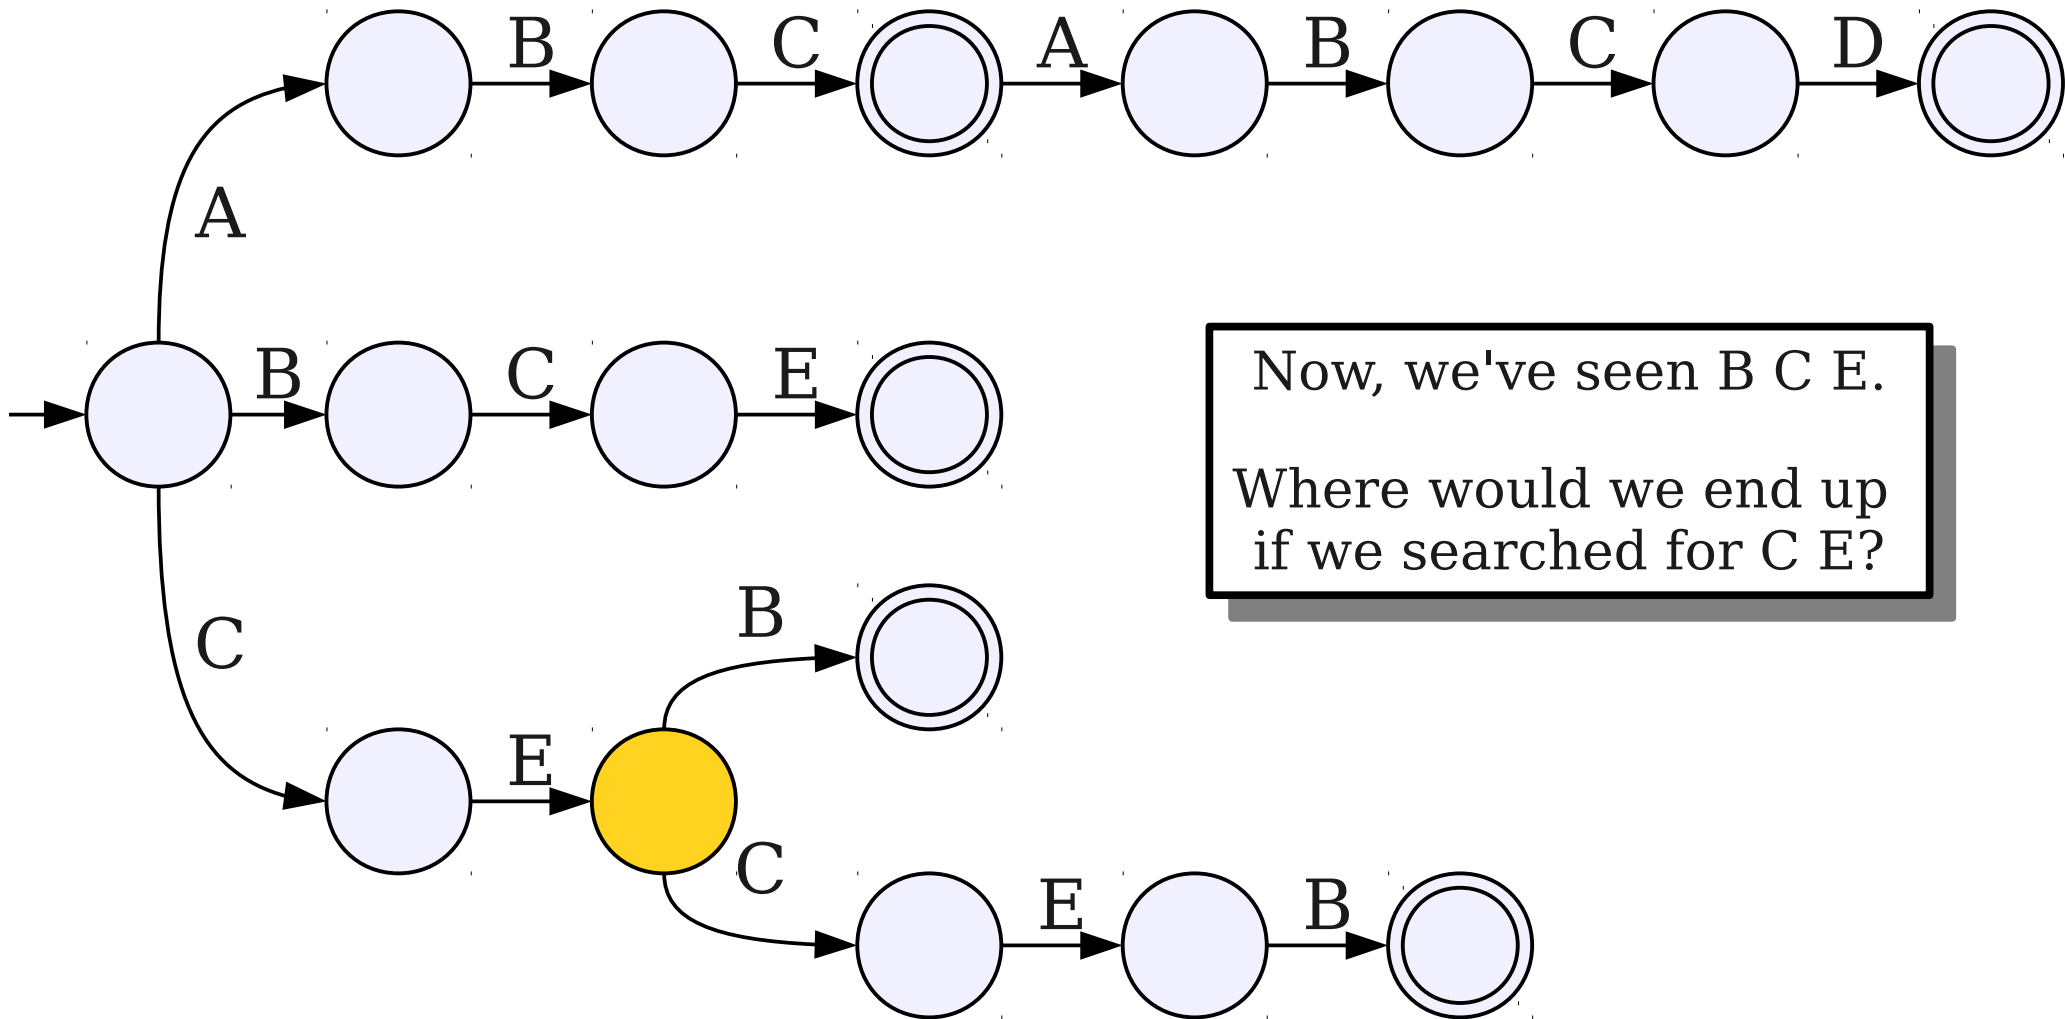 B C A B C D
A
B C E
Now, we've seen B C E.
Where would we end up
if we searched for C E?
B
C
E
C
E B